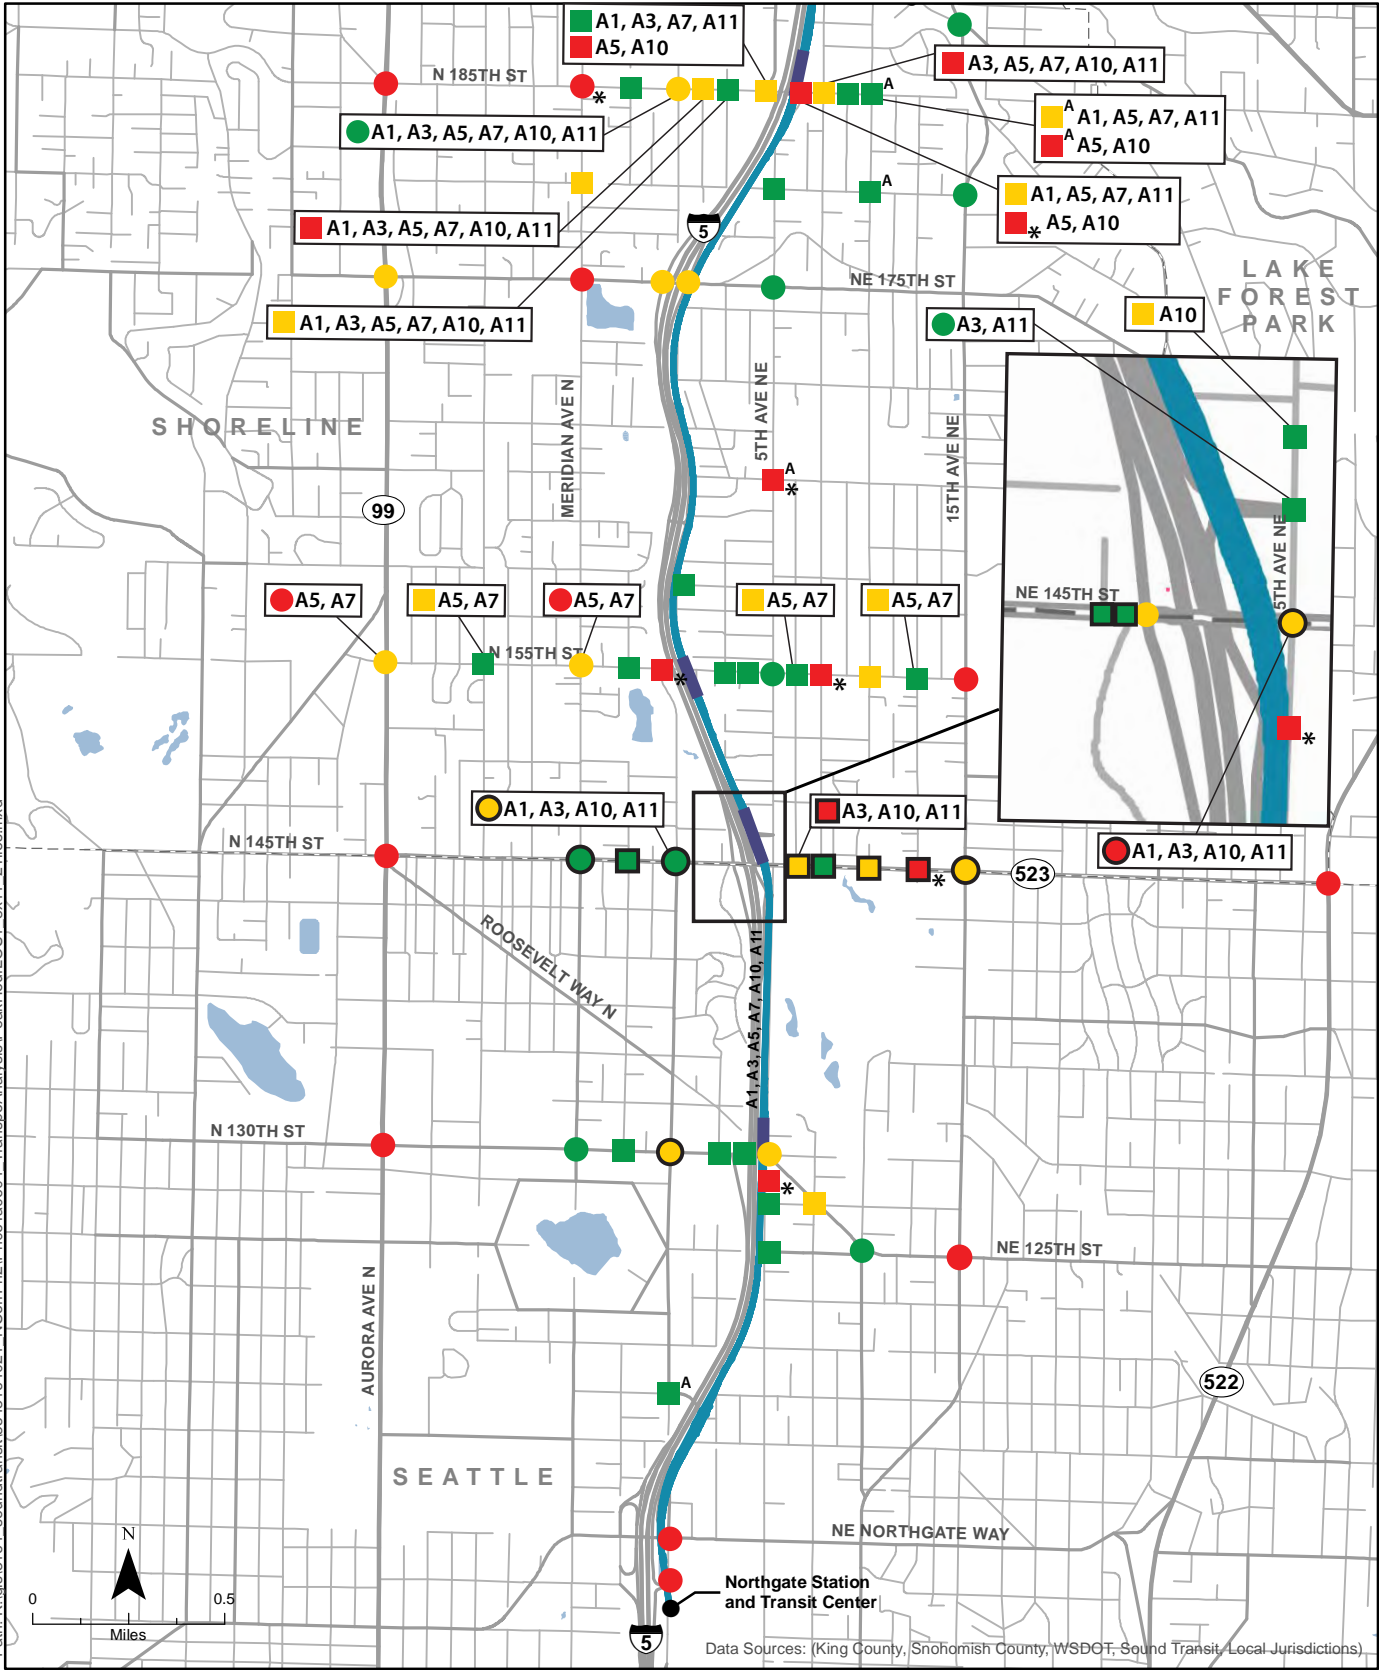 A1, A3, A7, A11
A5, A10
N 185TH ST
*
A3, A5, A7, A10, A11
A
A
A1, A5, A7, A11
A
A5, A10
A1, A3, A5, A7, A10, A11
A
A1, A5, A7, A11
* A5, A10
A1, A3, A5, A7, A10, A11
5
NE 175TH ST
LAKE
FOREST
PARK
A1, A3, A5, A7, A10, A11
A3, A11
A10
SHORELINE
MERIDIAN AVE N
5TH AVE NE
15TH AVE NE
A
*
99
5TH AVE NE
NE 145TH ST
A5, A7
A5, A7
A5, A7
A5, A7
A5, A7
N 155TH ST
*
*
*
A1, A3, A10, A11
A3, A10, A11
A1, A3, A10, A11
N 145TH ST
*
523
ROOSEVELT WAY N
A1, A3, A5, A7, A10, A11
N 130TH ST
*
NE 125TH ST
AURORA AVE N
A
522
SEATTLE
N
NE NORTHGATE WAY
Northgate Station
and Transit Center
0 0.5
Miles
5
Data Sources: (King County, Snohomish County, WSDOT, Sound Transit, Local Jurisdictions)